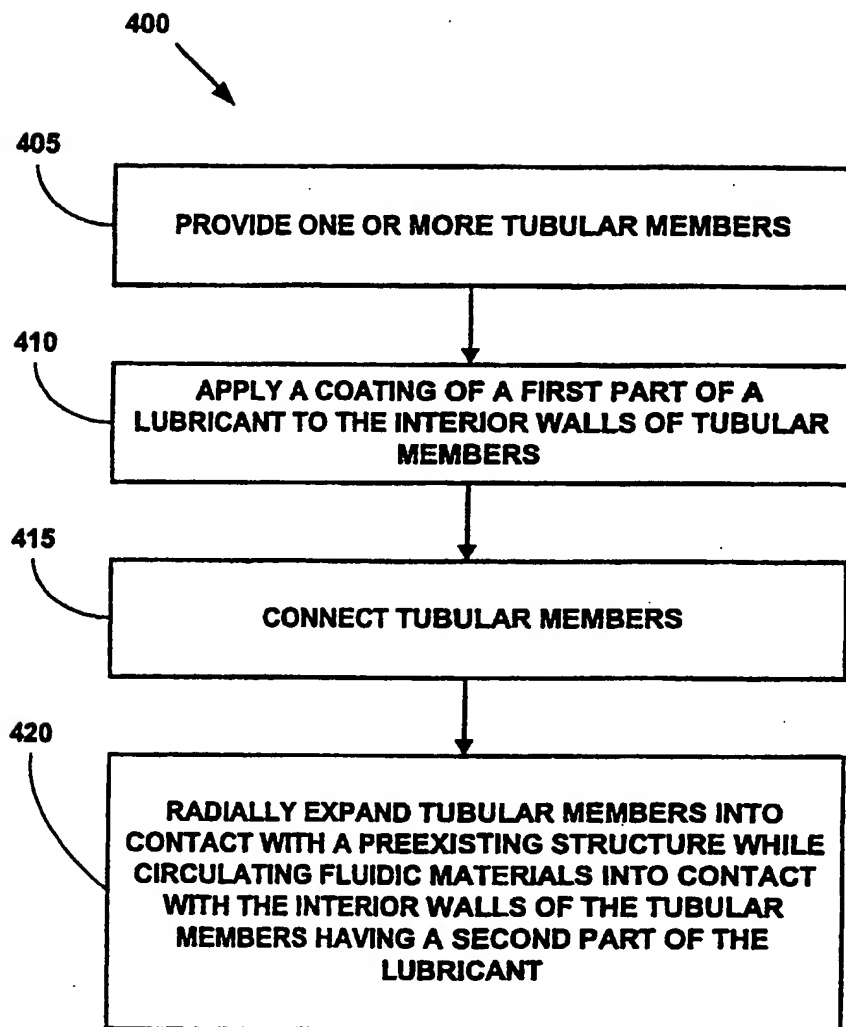 400
405
PROVIDE ONE OR MORE TUBULAR MEMBERS
410
APPLY A COATING OF A FIRST PART OF A
LUBRICANT TO THE INTERIOR WALLS OF TUBULAR
MEMBERS
415
CONNECT TUBULAR MEMBERS
420
RADIALLY EXPAND TUBULAR MEMBERS INTO
CONTACT WITH A PREEXISTING STRUCTURE WHILE
CIRCULATING FLUIDIC MATERIALS INTO CONTACT
WITH THE INTERIOR WALLS OF THE TUBULAR
MEMBERS HAVING A SECOND PART OF THE
LUBRICANT